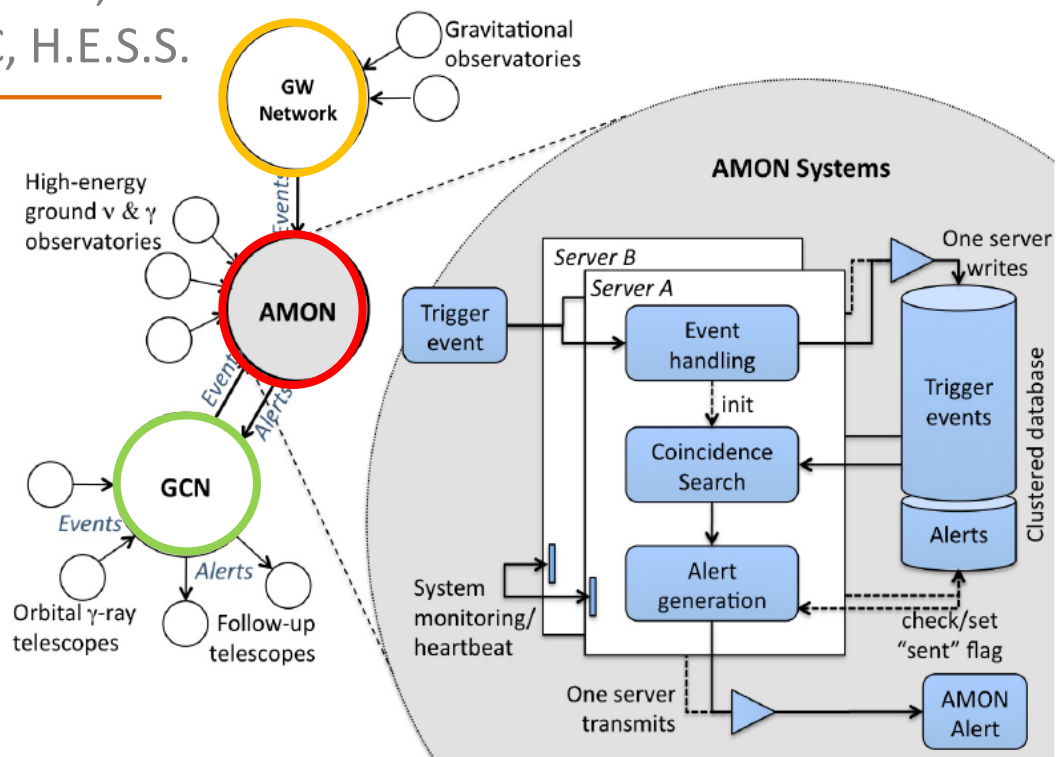 C, H.E.S.S.
Gravitational
observatories
GW
Network
Events
High-energy
ground ν & γ
observatories
AMON
Event
Alerts
GCN
Events
Alerts
Orbital γ-ray
telescopes
Follow-up
telescopes
AMON Systems
Server B
Server A
One server
writes
Trigger
event
Event
handling
init
Coincidence
Search
Alert
generation
Trigger
events
Alerts
Clustered database
System
monitoring/
heartbeat
check/set
“sent” flag
One server
transmits
AMON
Alert